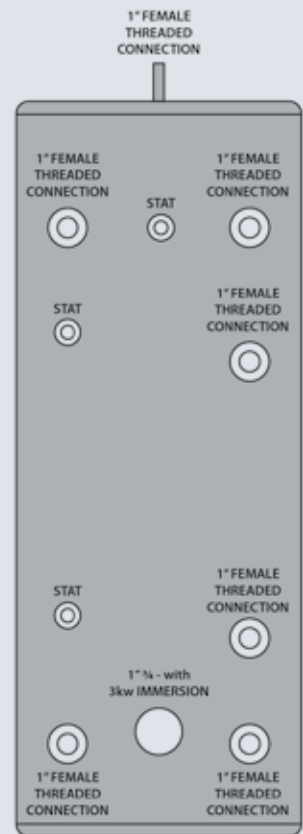 1" FEMALE
THREADED
CONNECTION
1" FEMALE
THREADED
CONNECTION
1" FEMALE
THREADED
CONNECTION
STAT
1" FEMALE
THREADED
CONNECTION
STAT
1" FEMALE
THREADED
CONNECTION
STAT
1" ¾ - with
3kw IMMERSION
1" FEMALE
THREADED
CONNECTION
1" FEMALE
THREADED
CONNECTION